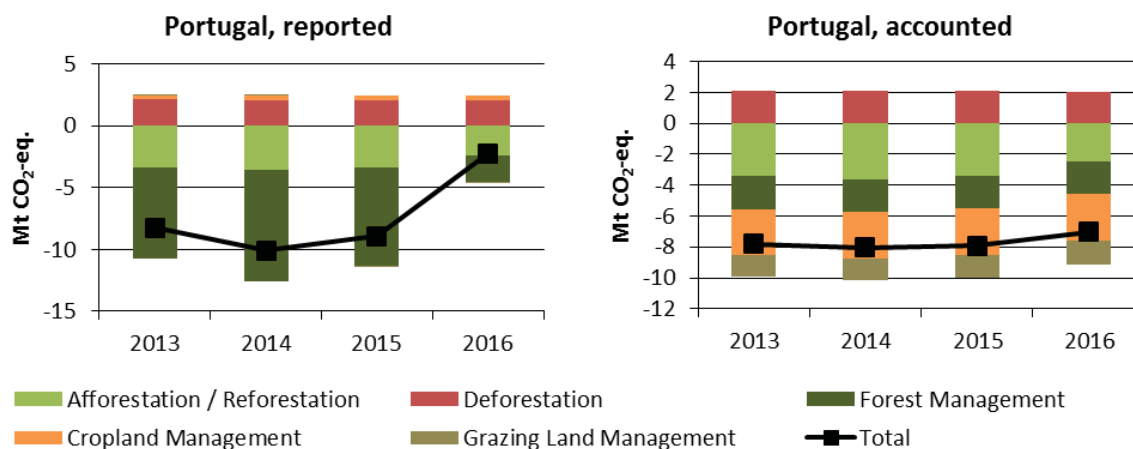 Portugal, reported
5
0
-5
-10
-15
Mt CO₂-eq.
2013 2014 2015 2016
Portugal, accounted
4
2
0
-2
-4
-6
-8
-10
-12
Mt CO₂-eq.
2013 2014 2015 2016
Afforestation / Reforestation Deforestation Forest Management
Cropland Management Grazing Land Management Total